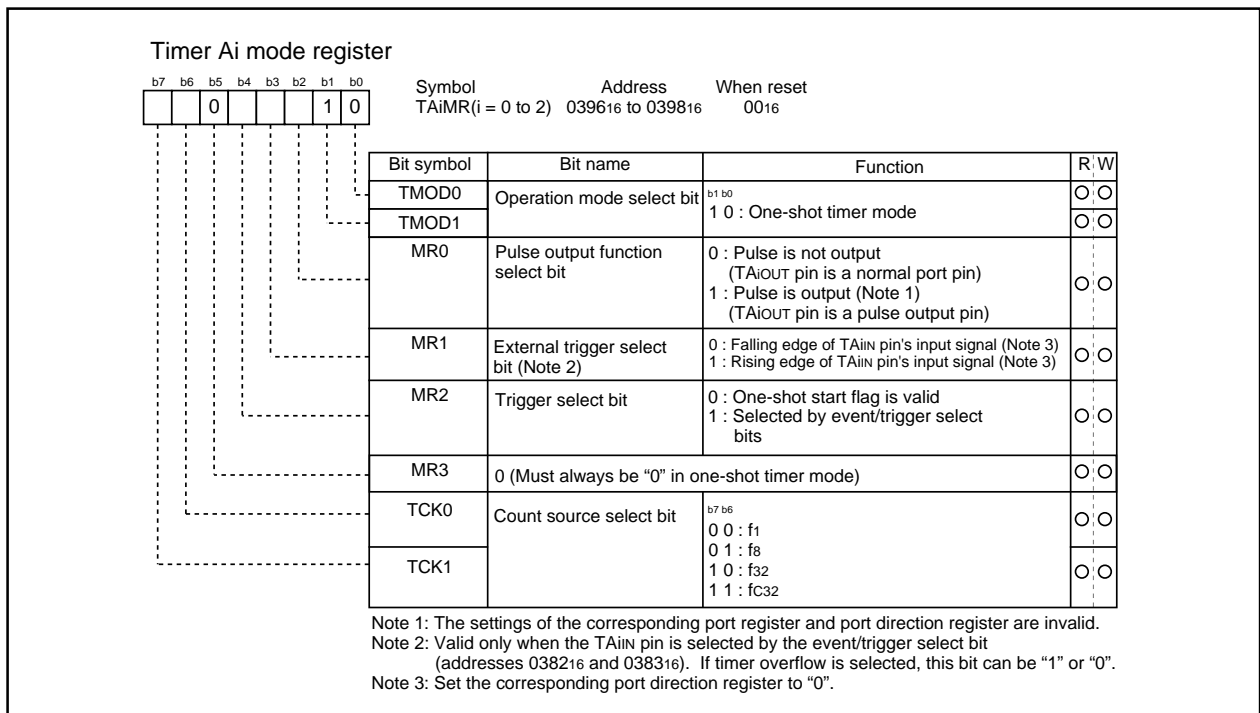 Timer Ai mode register
b7 b6 b5 b4 b3 b2 b1 b0
0 1 0
Symbol Address When reset
TAiMR(i = 0 to 2) 039616 to 039816 0016
Bit symbol Bit name Function R W
TMOD0 Operation mode select bit b1 b0
1 0 : One-shot timer mode
TMOD1
MR0 Pulse output function select bit
0 : Pulse is not output
(TAiOUT pin is a normal port pin)
1 : Pulse is output (Note 1)
(TAiOUT pin is a pulse output pin)
MR1 External trigger select bit (Note 2)
0 : Falling edge of TAiIN pin's input signal (Note 3)
1 : Rising edge of TAiIN pin's input signal (Note 3)
MR2 Trigger select bit
0 : One-shot start flag is valid
1 : Selected by event/trigger select
bits
MR3 0 (Must always be “0” in one-shot timer mode)
TCK0 Count source select bit b7 b6
0 0 : f1
0 1 : f8
TCK1 1 0 : f32
1 1 : fC32
Note 1: The settings of the corresponding port register and port direction register are invalid.
Note 2: Valid only when the TAiIN pin is selected by the event/trigger select bit
(addresses 038216 and 038316). If timer overflow is selected, this bit can be “1” or “0”.
Note 3: Set the corresponding port direction register to “0”.